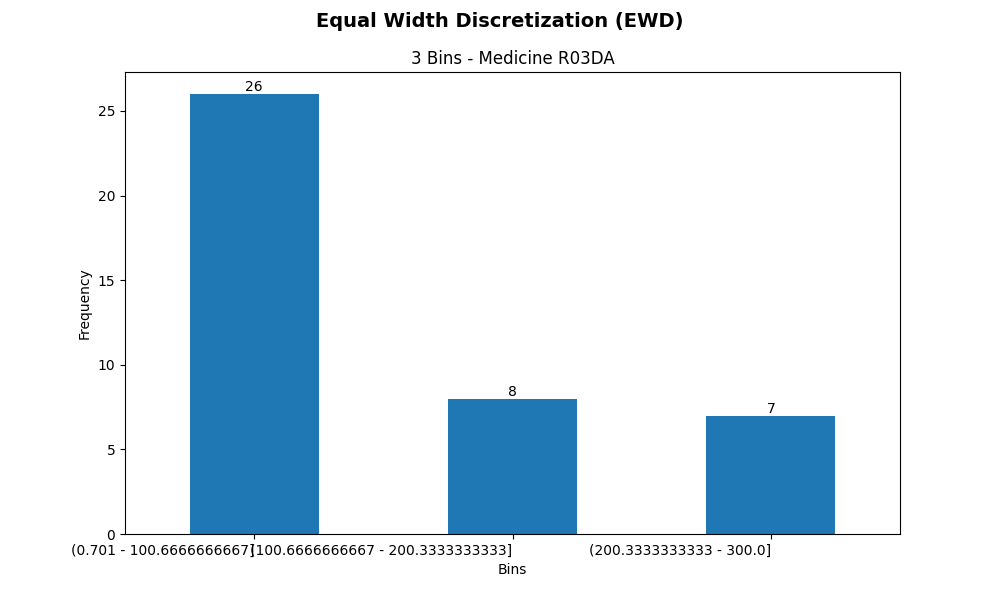 Equal Width Discretization (EWD)
3 Bins - Medicine R03DA
Frequency
25
20
15
10
5
0
26
8
7
(0.701 - 100.6666666667]
(100.6666666667 - 200.3333333333]
(200.3333333333 - 300.0]
Bins